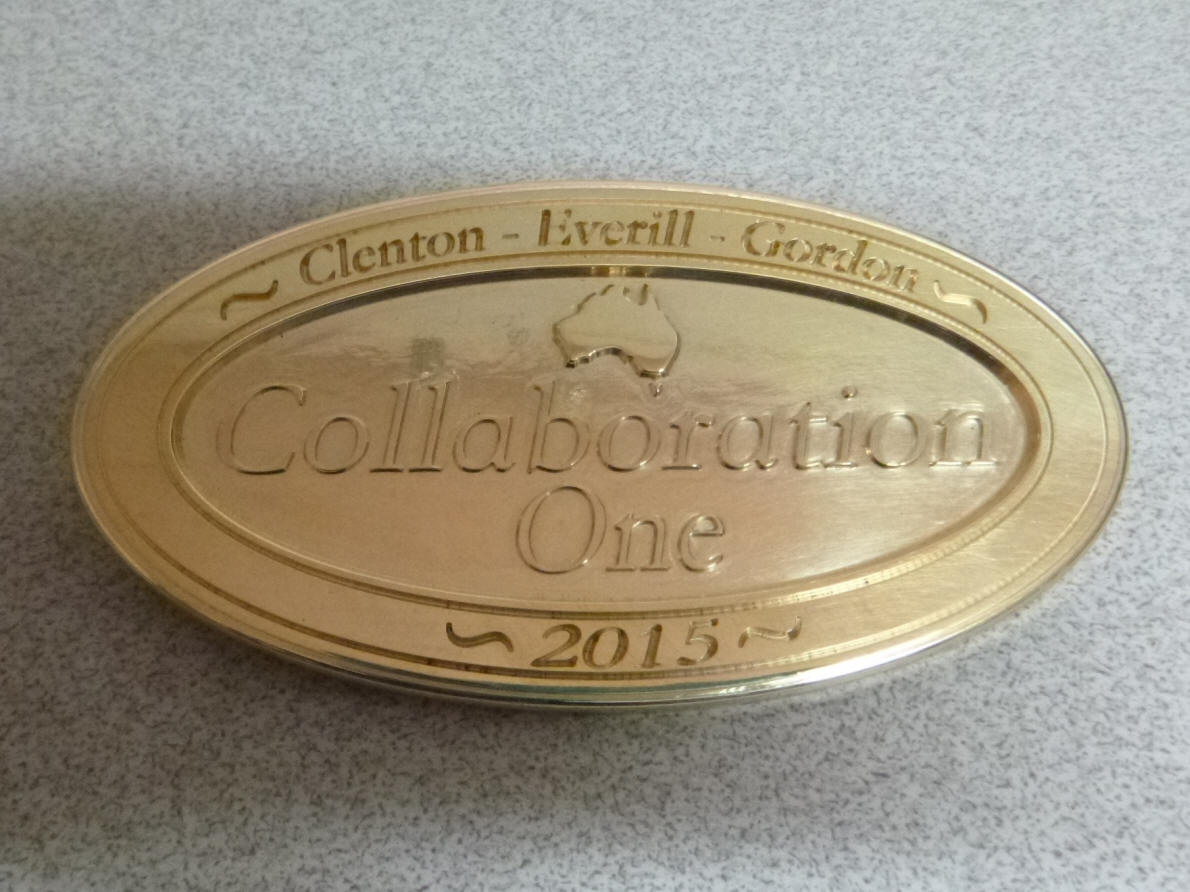 ~ Clenton - Everill - Gordon ~
Collaboration
One
~ 2015 ~